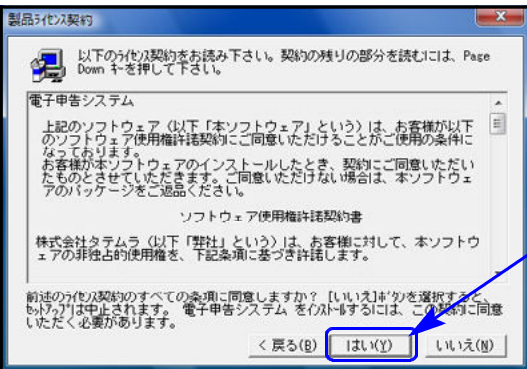 製品ライセンス契約
以下のライセンス契約をお読み下さい。契約の残りの部分を読むには、Page
Down キーを押して下さい。
電子申告システム
上記のソフトウェア（以下「本ソフトウェア」という）は、お客様が以下
のソフトウェア使用権許諾契約にご同意いただけることがご使用の条件に
なっております。
お客様が本ソフトウェアのインストールしたとき、契約にご同意いただい
たものとさせていただきます。ご同意いただけない場合は、本ソフトウェ
アのパッケージをご返品ください。
ソフトウェア使用権許諾契約書
株式会社タテムラ（以下「弊社」という）は、お客様に対して、本ソフトウ
ェアの非独占的使用権を、下記条項に基づき許諾します。
前述のライセンス契約のすべての条項に同意しますか？［いいえ］ボタンを選択すると、
セットアップは中止されます。 電子申告システム をインストールするには、この契約に同意
いただく必要があります。
< 戻る(B) はい(Y) いいえ(N)